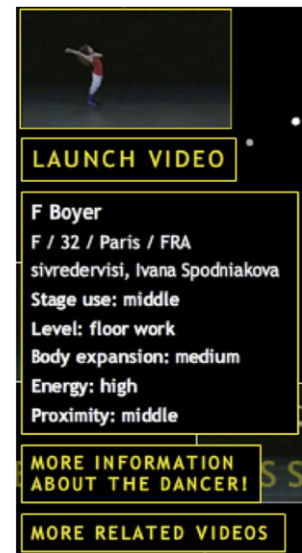 LAUNCH VIDEO
F Boyer
F / 32 / Paris / FRA
sivredervisi, Ivana Spodniakova
Stage use: middle
Level: floor work
Body expansion: medium
Energy: high
Proximity: middle
MORE INFORMATION
ABOUT THE DANCER!
MORE RELATED VIDEOS